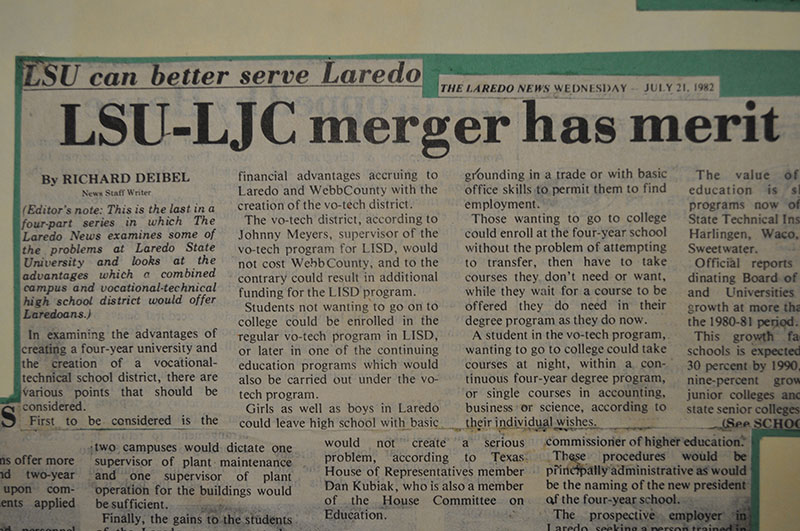 LSU can better serve Laredo
THE LAREDO NEWS WEDNESDAY — JULY 21, 1982
LSU-LJC merger has merit
By RICHARD DEIBEL
News Staff Writer
(Editor's note: This is the last in a
four-part series in which The
Laredo News examines some of
the problems at Laredo State
University and looks at the
advantages which a combined
campus and vocational-technical
high school district would offer
Laredoans.)
In examining the advantages of
creating a four-year university and
the creation of a vocational-
technical school district, there are
various points that should be
considered.
First to be considered is the
financial advantages accruing to
Laredo and WebbCounty with the
creation of the vo-tech district.
The vo-tech district, according to
Johnny Meyers, supervisor of the
vo-tech program for LISD, would
not cost WebbCounty, and to the
contrary could result in additional
funding for the LISD program.
Students not wanting to go on to
college could be enrolled in the
regular vo-tech program in LISD,
or later in one of the continuing
education programs which would
also be carried out under the vo-
tech program.
Girls as well as boys in Laredo
could leave high school with basic
grounding in a trade or with basic
office skills to permit them to find
employment.
Those wanting to go to college
could enroll at the four-year school
without the problem of attempting
to transfer, then have to take
courses they don't need or want,
while they wait for a course to be
offered they do need in their
degree program as they do now.
A student in the vo-tech program,
wanting to go to college could take
courses at night, within a con-
tinuous four-year degree program,
or single courses in accounting,
business or science, according to
their individual wishes.
The value of
education is
programs now of
State Technical Ins
Harlingen, Waco,
Sweetwater.
Official reports
dinating Board of
and Universities
growth at more tha
the 1980-81 period.
This growth fa
schools is expected
30 percent by 1990,
nine-percent grow
junior colleges and
state senior colleges
(See SCHOO
S
ns offer more
nd two-year
upon com-
ents applied
personnel
two campuses would dictate one
supervisor of plant maintenance
and one supervisor of plant
operation for the buildings would
be sufficient.
Finally, the gains to the students
would not create a serious
problem, according to Texas
House of Representatives member
Dan Kubiak, who is also a member
of the House Committee on
Education.
commissioner of higher education.
These procedures would be
principally administrative as would
be the naming of the new president
of the four-year school.
The prospective employer in
Laredo, seeking a person trained in